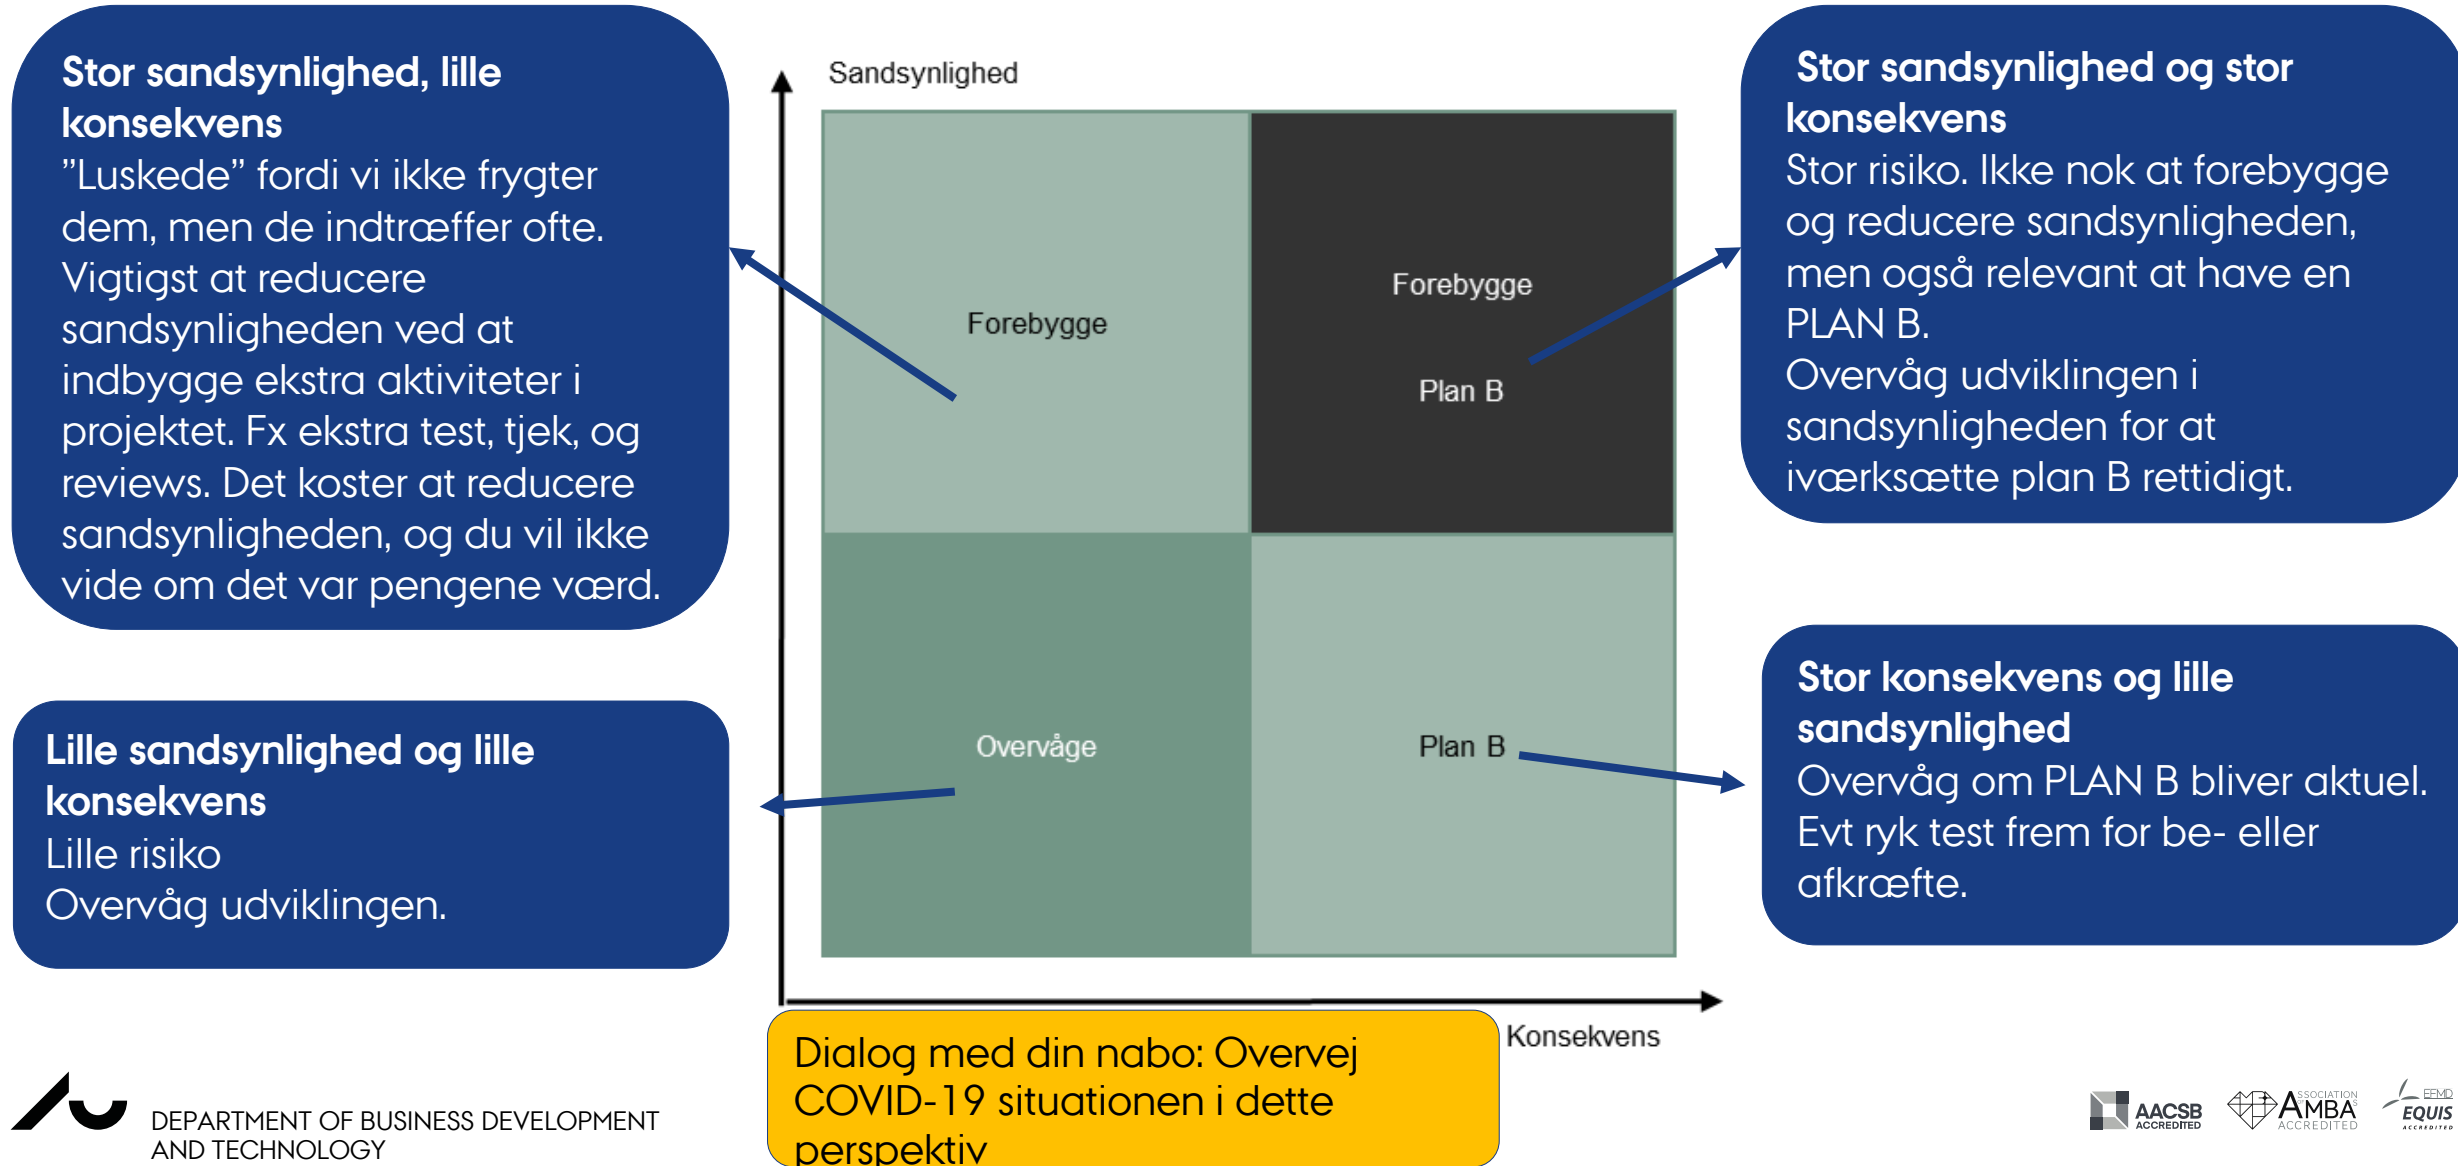 Stor sandsynlighed, lille
konsekvens
”Luskede” fordi vi ikke frygter
dem, men de indtræffer ofte.
Vigtigst at reducere
sandsynligheden ved at
indbygge ekstra aktiviteter i
projektet. Fx ekstra test, tjek, og
reviews. Det koster at reducere
sandsynligheden, og du vil ikke
vide om det var pengene værd.
Lille sandsynlighed og lille
konsekvens
Lille risiko
Overvåg udviklingen.
Sandsynlighed
Forebygge
Forebygge
Plan B
Overvåge
Plan B
Konsekvens
Stor sandsynlighed og stor
konsekvens
Stor risiko. Ikke nok at forebygge
og reducere sandsynligheden,
men også relevant at have en
PLAN B.
Overvåg udviklingen i
sandsynligheden for at
iværksætte plan B rettidigt.
Stor konsekvens og lille
sandsynlighed
Overvåg om PLAN B bliver aktuel.
Evt ryk test frem for be- eller
afkræfte.
Dialog med din nabo: Overvej
COVID-19 situationen i dette
perspektiv
DEPARTMENT OF BUSINESS DEVELOPMENT
AND TECHNOLOGY
AACSB
ACCREDITED
ASSOCIATION
OF AMBAS
ACCREDITED
EFMD
EQUIS
ACCREDITED